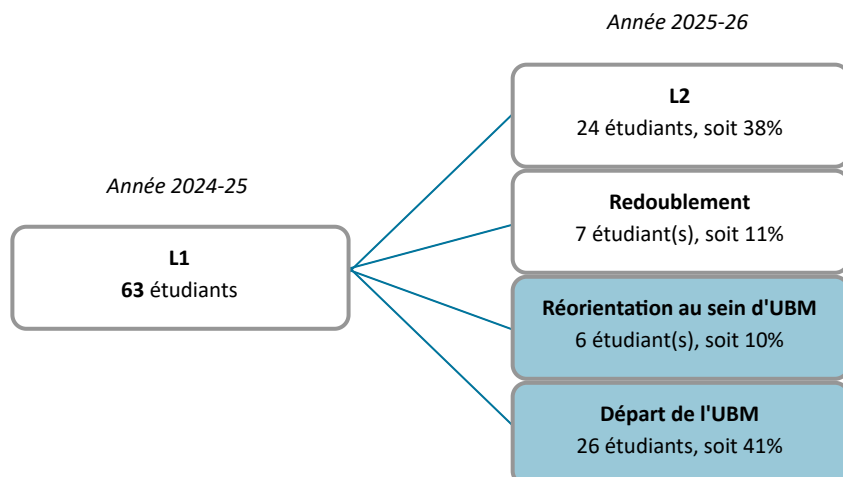 Année 2025-26
L2
24 étudiants, soit 38%
Année 2024-25
Redoublement
7 étudiant(s), soit 11%
L1
63 étudiants
Réorientation au sein d'UBM
6 étudiant(s), soit 10%
Départ de l'UBM
26 étudiants, soit 41%